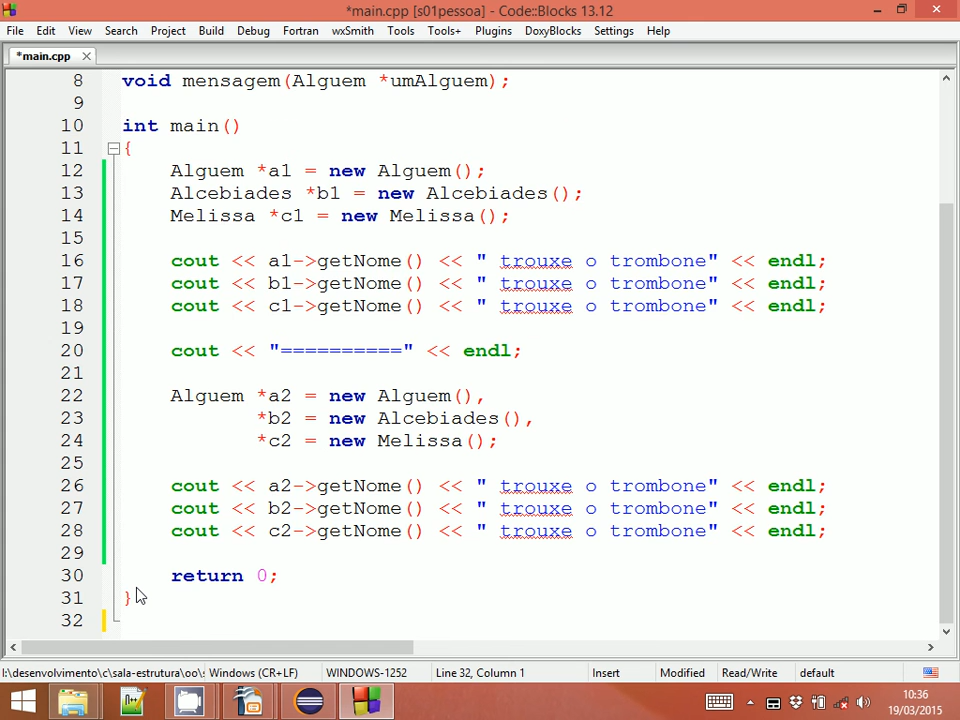 *main.cpp [s01pessoa] - Code::Blocks 13.12
File Edit View Search Project Build Debug Fortran wxSmith Tools Tools+ Plugins DoxyBlocks Settings Help
*main.cpp
8 void mensagem(Alguem *umAlguem);
9
10 int main()
11 {
12 Alguem *a1 = new Alguem();
13 Alcebiades *b1 = new Alcebiades();
14 Melissa *c1 = new Melissa();
15
16 cout << a1->getNome() << " trouxe o trombone" << endl;
17 cout << b1->getNome() << " trouxe o trombone" << endl;
18 cout << c1->getNome() << " trouxe o trombone" << endl;
19
20 cout << "==========" << endl;
21
22 Alguem *a2 = new Alguem(),
23 *b2 = new Alcebiades(),
24 *c2 = new Melissa();
25
26 cout << a2->getNome() << " trouxe o trombone" << endl;
27 cout << b2->getNome() << " trouxe o trombone" << endl;
28 cout << c2->getNome() << " trouxe o trombone" << endl;
29
30 return 0;
31 }
32
I:\desenvolvimento\c\sala-estrutura\oo\s Windows (CR+LF) WINDOWS-1252 Line 32, Column 1 Insert Modified Read/Write default
10:36
19/03/2015